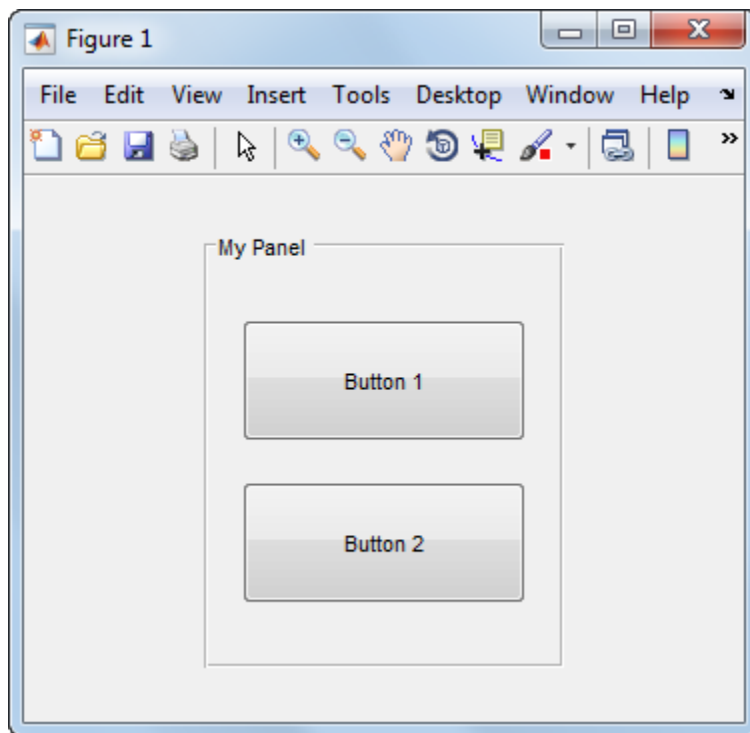 Figure 1
File Edit View Insert Tools Desktop Window Help
My Panel
Button 1
Button 2